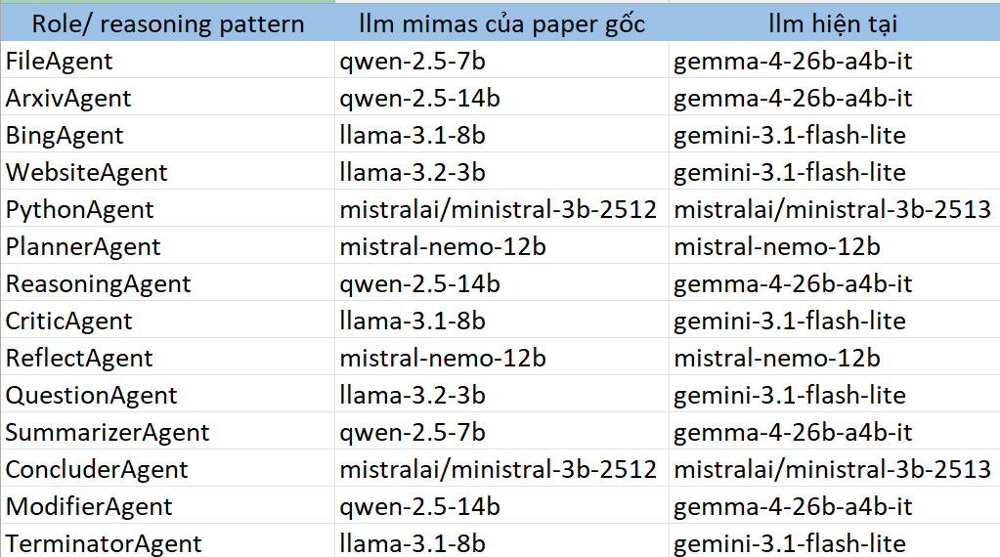 Role/ reasoning pattern llm mimas của paper gốc llm hiện tại
FileAgent qwen-2.5-7b gemma-4-26b-a4b-it
ArxivAgent qwen-2.5-14b gemma-4-26b-a4b-it
BingAgent llama-3.1-8b gemini-3.1-flash-lite
WebsiteAgent llama-3.2-3b gemini-3.1-flash-lite
PythonAgent mistralai/ministral-3b-2512 mistralai/ministral-3b-2513
PlannerAgent mistral-nemo-12b mistral-nemo-12b
ReasoningAgent qwen-2.5-14b gemma-4-26b-a4b-it
CriticAgent llama-3.1-8b gemini-3.1-flash-lite
ReflectAgent mistral-nemo-12b mistral-nemo-12b
QuestionAgent llama-3.2-3b gemini-3.1-flash-lite
SummarizerAgent qwen-2.5-7b gemma-4-26b-a4b-it
ConcluderAgent mistralai/ministral-3b-2512 mistralai/ministral-3b-2513
ModifierAgent qwen-2.5-14b gemma-4-26b-a4b-it
TerminatorAgent llama-3.1-8b gemini-3.1-flash-lite